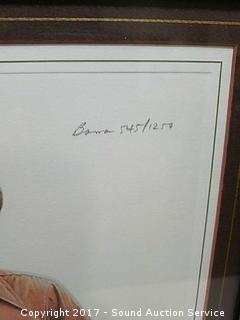 Bama 545/1250
Copyright 2017 - Sound Auction Service